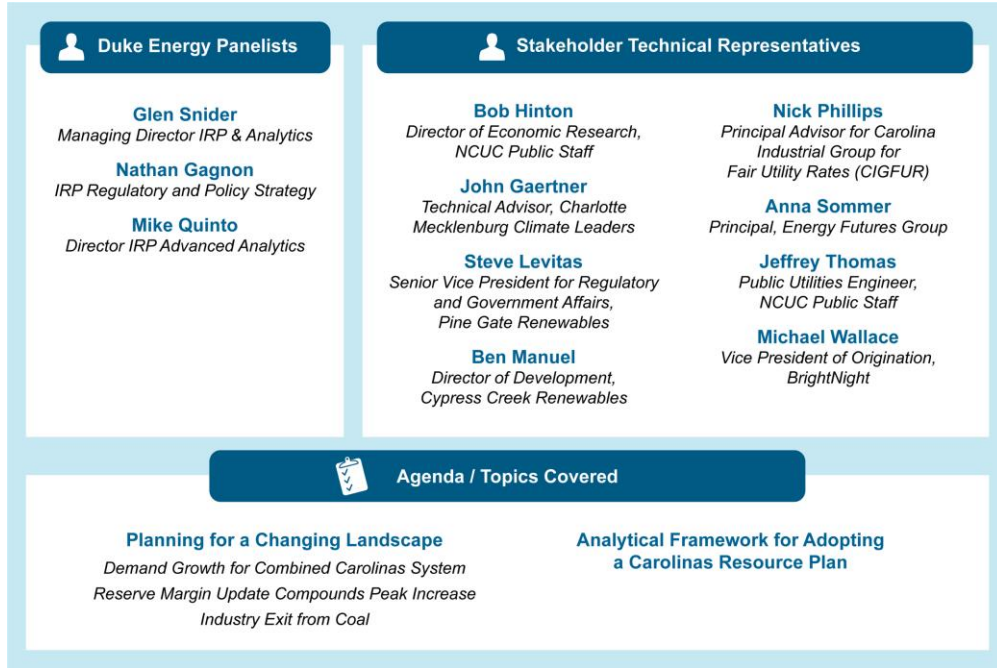 Duke Energy Panelists
Glen Snider
Managing Director IRP & Analytics
Nathan Gagnon
IRP Regulatory and Policy Strategy
Mike Quinto
Director IRP Advanced Analytics
Stakeholder Technical Representatives
Bob Hinton
Director of Economic Research,
NCUC Public Staff
John Gaertner
Technical Advisor, Charlotte
Mecklenburg Climate Leaders
Steve Levitas
Senior Vice President for Regulatory
and Government Affairs,
Pine Gate Renewables
Ben Manuel
Director of Development,
Cypress Creek Renewables
Nick Phillips
Principal Advisor for Carolina
Industrial Group for
Fair Utility Rates (CIGFUR)
Anna Sommer
Principal, Energy Futures Group
Jeffrey Thomas
Public Utilities Engineer,
NCUC Public Staff
Michael Wallace
Vice President of Origination,
BrightNight
Agenda / Topics Covered
Planning for a Changing Landscape
Demand Growth for Combined Carolinas System
Reserve Margin Update Compounds Peak Increase
Industry Exit from Coal
Analytical Framework for Adopting
a Carolinas Resource Plan